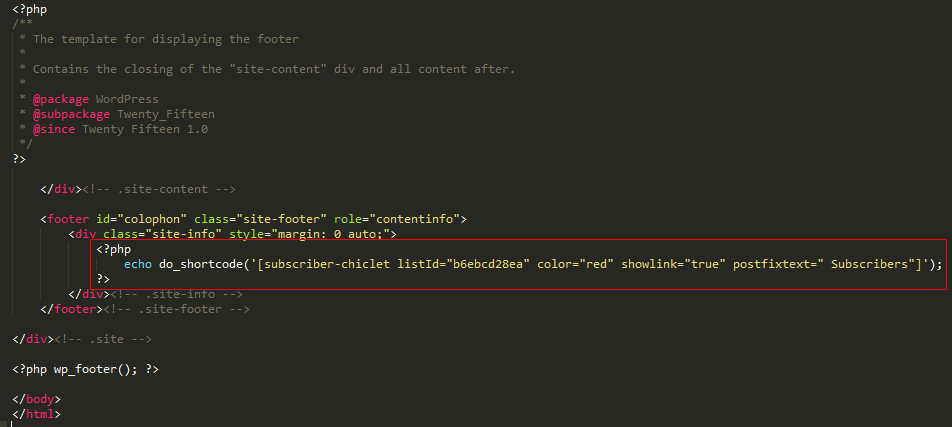 <?php
/**
 * The template for displaying the footer
 *
 * Contains the closing of the "site-content" div and all content after.
 *
 * @package WordPress
 * @subpackage Twenty_Fifteen
 * @since Twenty Fifteen 1.0
 */
?>

    </div><!-- .site-content -->

    <footer id="colophon" class="site-footer" role="contentinfo">
        <div class="site-info" style="margin: 0 auto;">
            <?php
                echo do_shortcode('[subscriber-chiclet listId="b6ebcd28ea" color="red" showlink="true" postfixtext=" Subscribers"]');
            ?>
        </div><!-- .site-info -->
    </footer><!-- .site-footer -->

</div><!-- .site -->

<?php wp_footer(); ?>

</body>
</html>